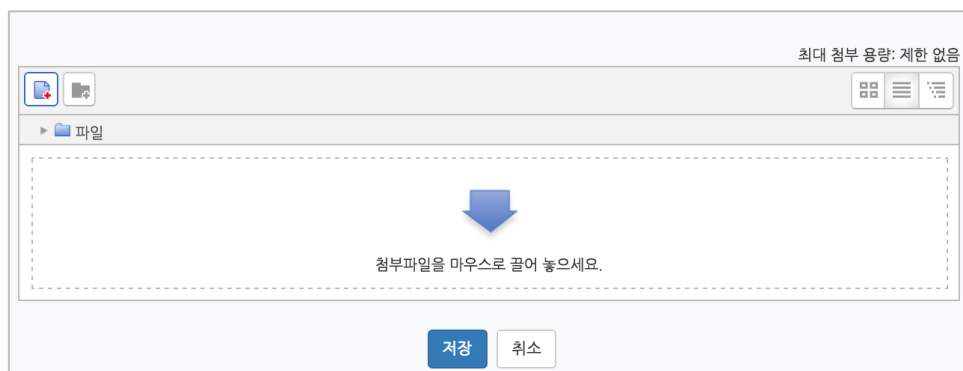 최대 첨부 용량: 제한 없음
파일
첨부파일을 마우스로 끌어 놓으세요.
저장 취소